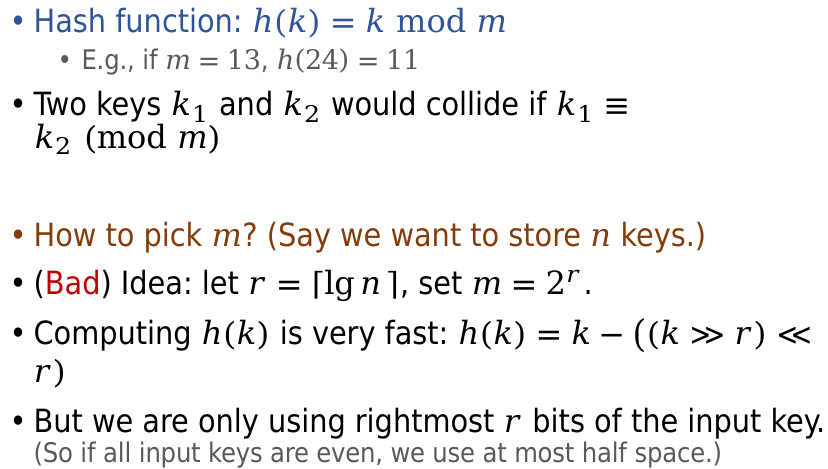 • Hash function: h(k) = k mod m
• E.g., if m = 13, h(24) = 11
• Two keys k₁ and k₂ would collide if k₁ ≡
k₂ (mod m)
• How to pick m? (Say we want to store n keys.)
• (Bad) Idea: let r = ⌈lg n⌉, set m = 2ʳ.
• Computing h(k) is very fast: h(k) = k − ((k ≫ r) ≪
r)
• But we are only using rightmost r bits of the input key.
(So if all input keys are even, we use at most half space.)